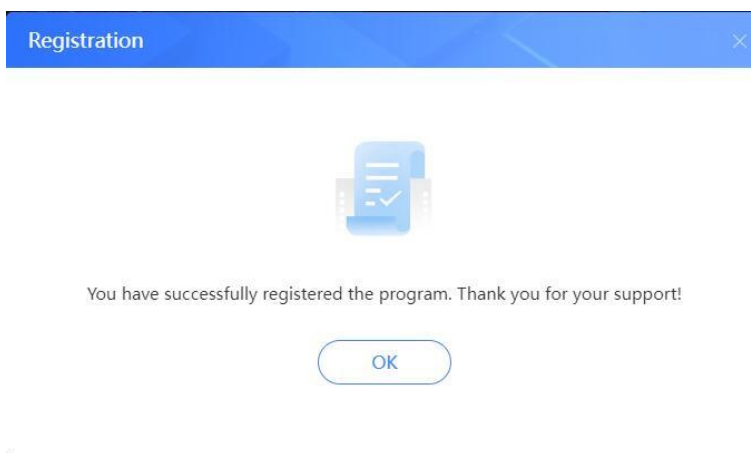 Registration
You have successfully registered the program. Thank you for your support!
OK